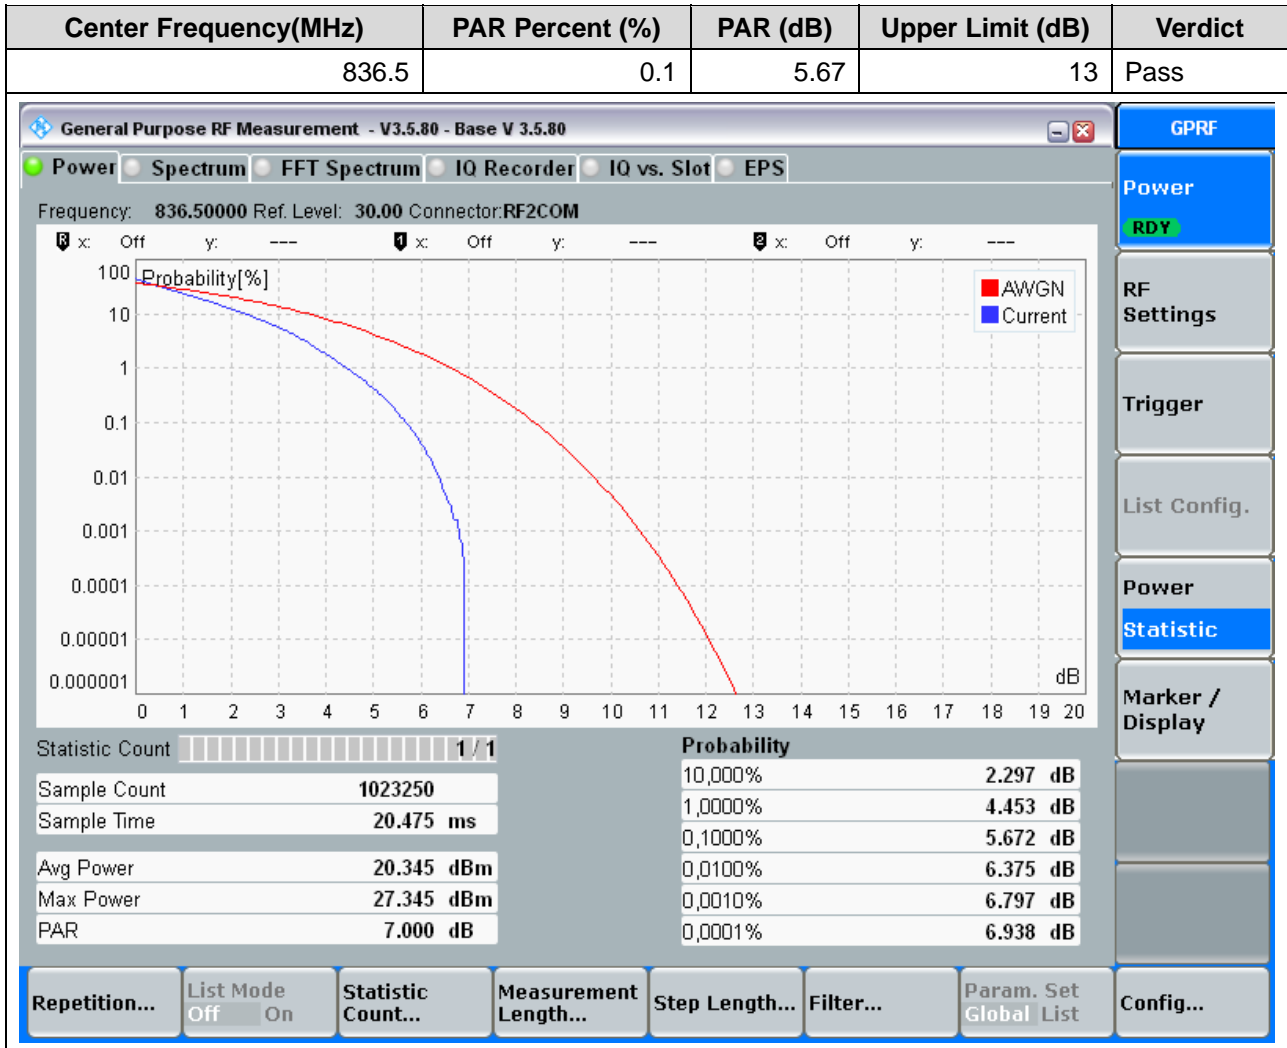 Center Frequency(MHz) PAR Percent (%) PAR (dB) Upper Limit (dB) Verdict
836.5 0.1 5.67 13 Pass
General Purpose RF Measurement - V3.5.80 - Base V 3.5.80
GPRF
Power Spectrum FFT Spectrum IQ Recorder IQ vs. Slot EPS
Power
RDY
Frequency: 836.50000 Ref. Level: 30.00 Connector:RF2COM
R x: Off y: --- 1 x: Off y: --- 2 x: Off y: ---
Probability[%]
AWGN
Current
100
10
1
0.1
0.01
0.001
0.0001
0.00001
0.000001
dB
0 1 2 3 4 5 6 7 8 9 10 11 12 13 14 15 16 17 18 19 20
RF
Settings
Trigger
List Config.
Power
Statistic
Marker /
Display
Statistic Count 1 / 1
Sample Count 1023250
Sample Time 20.475 ms
Avg Power 20.345 dBm
Max Power 27.345 dBm
PAR 7.000 dB
Probability
10,000% 2.297 dB
1,0000% 4.453 dB
0,1000% 5.672 dB
0,0100% 6.375 dB
0,0010% 6.797 dB
0,0001% 6.938 dB
Repetition...
List Mode
Off On
Statistic
Count...
Measurement
Length...
Step Length...
Filter...
Param. Set
Global List
Config...